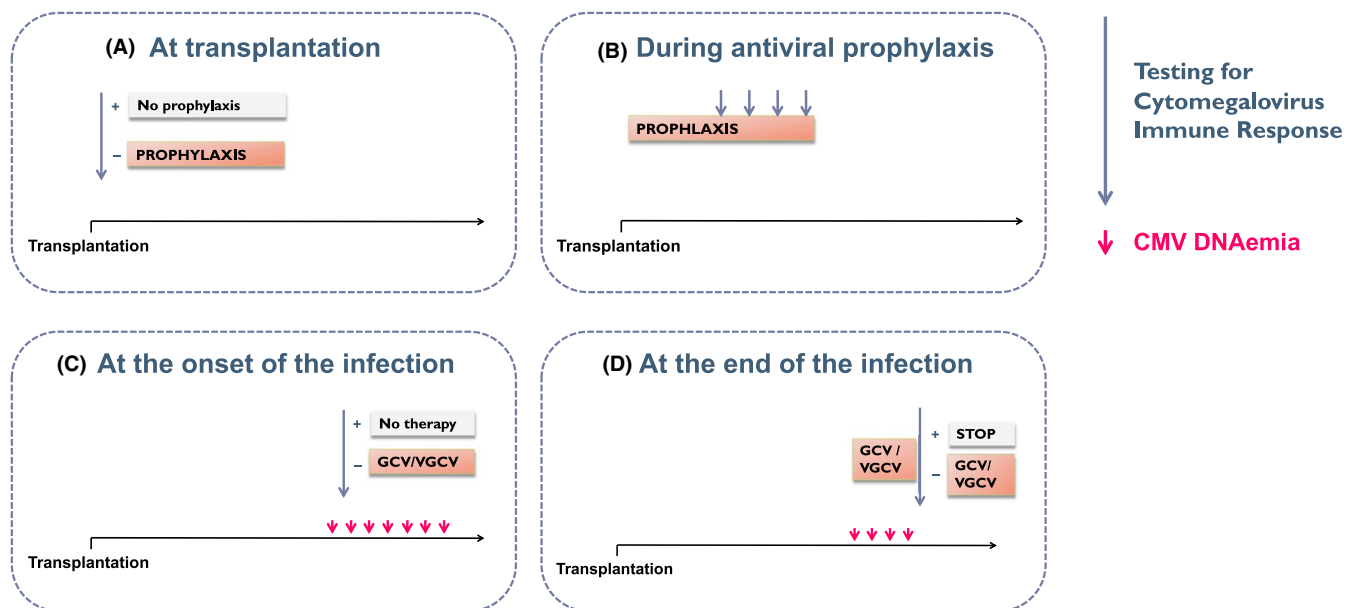 (A) At transplantation
+ No prophylaxis
– PROPHYLAXIS
Transplantation
(B) During antiviral prophylaxis
PROPHLAXIS
Transplantation
Testing for
Cytomegalovirus
Immune Response
CMV DNAemia
(C) At the onset of the infection
+ No therapy
– GCV/VGCV
Transplantation
(D) At the end of the infection
GCV /
VGCV
+ STOP
– GCV/
VGCV
Transplantation